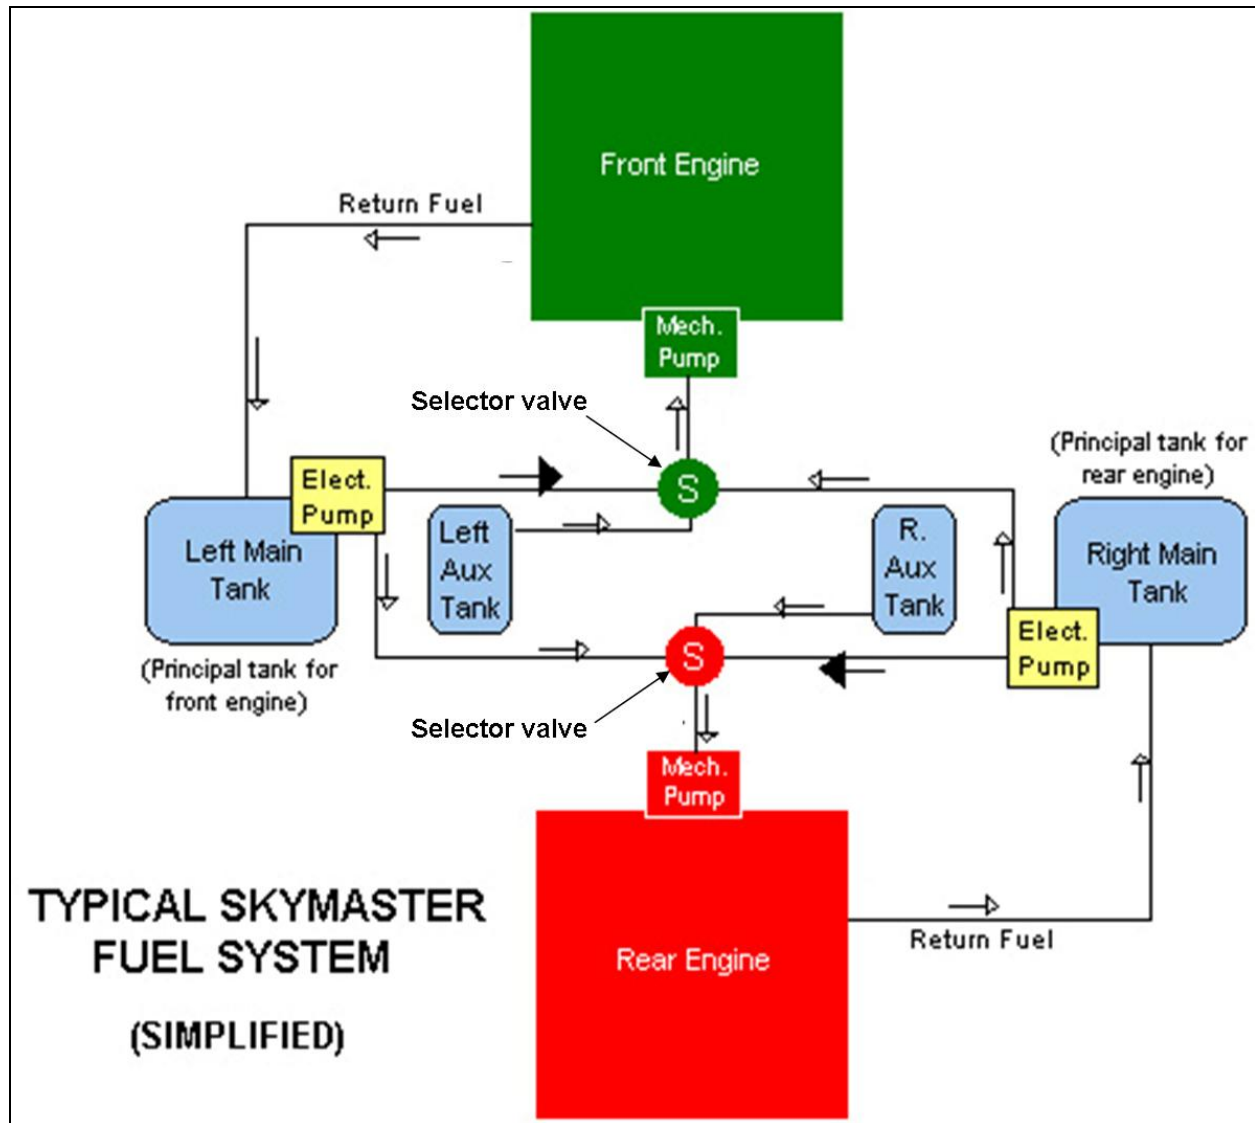 Front Engine
Return Fuel
Mech.
Pump
Selector valve
(Principal tank for
rear engine)
Elect.
Pump
S
Left Main
Tank
Left
Aux
Tank
R.
Aux
Tank
Right Main
Tank
(Principal tank for
front engine)
S
Elect.
Pump
Selector valve
Mech.
Pump
TYPICAL SKYMASTER
FUEL SYSTEM
(SIMPLIFIED)
Rear Engine
Return Fuel